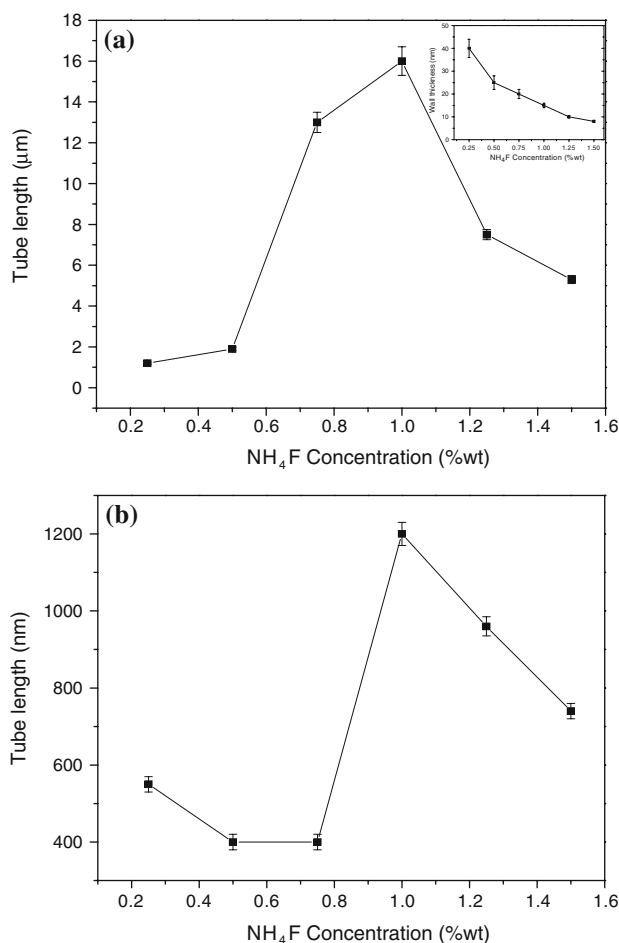 (a)
18
16
14
12
10
8
6
4
2
0
Tube length (μm)
0.2 0.4 0.6 0.8 1.0 1.2 1.4 1.6
NH₄F Concentration (%wt)
50
40
30
20
10
0
Wall thickness (nm)
0.25 0.50 0.75 1.00 1.25 1.50
NH₄F Concentration (%wt)
(b)
1200
1000
800
600
400
Tube length (nm)
0.2 0.4 0.6 0.8 1.0 1.2 1.4 1.6
NH₄F Concentration (%wt)